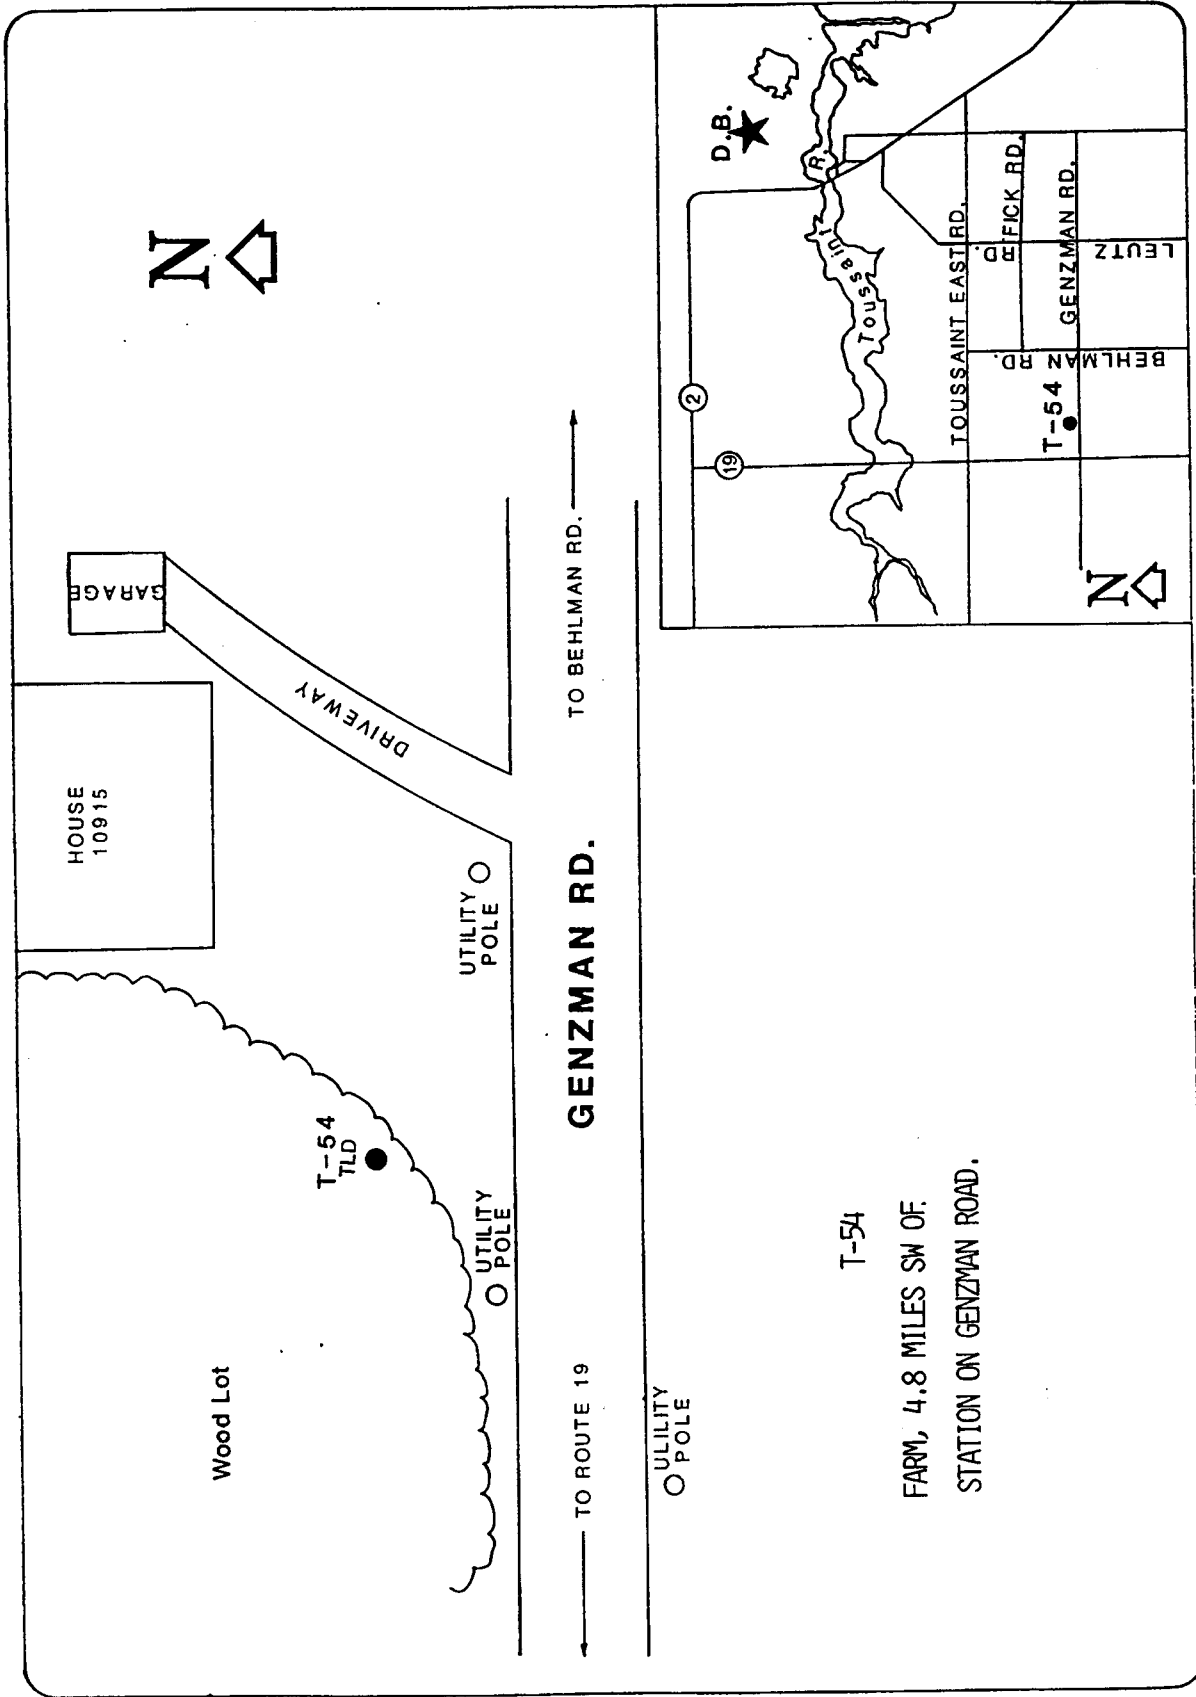 N
GARAGE
HOUSE
10915
DRIVEWAY
UTILITY
POLE
T-54
TLD
UTILITY
POLE
Wood Lot
TO BEHLMAN RD.
GENZMAN RD.
TO ROUTE 19
ULILITY
POLE
T-54
FARM, 4.8 MILES SW OF.
STATION ON GENZMAN ROAD.
D.B.
2
19
Toussaint R.
TOUSSAINT EAST RD.
FICK RD.
GENZMAN RD.
LEUTZ RD.
BEHLMAN RD.
T-54
N